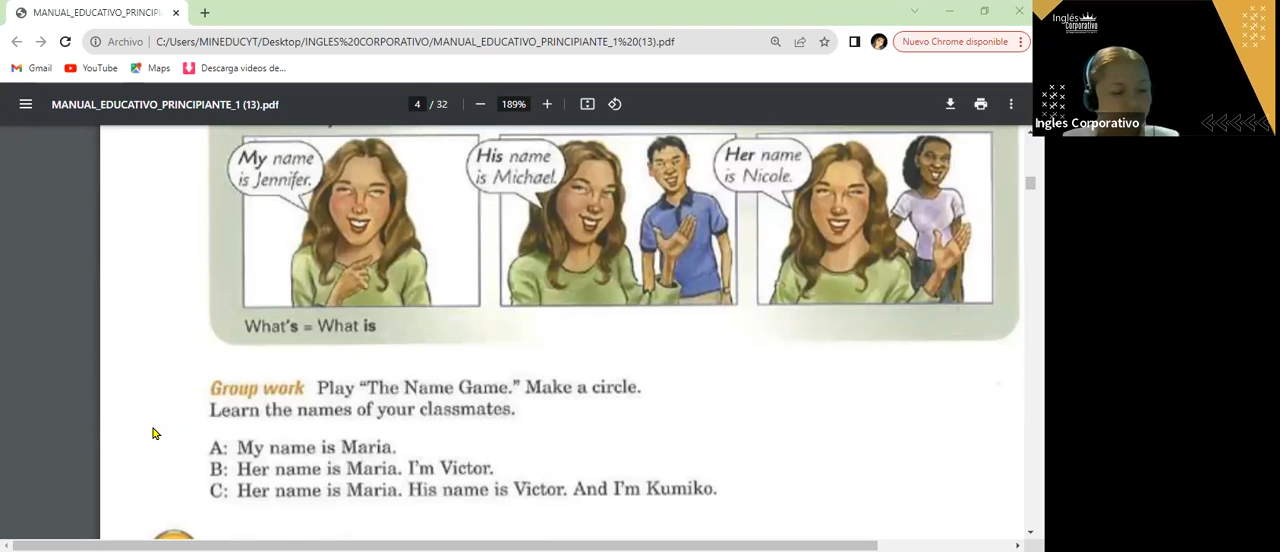 MANUAL_EDUCATIVO_PRINCIPI
Archivo
C:/Users/MINEDUCYT/Desktop/INGLES%20CORPORATIVO/MANUAL_EDUCATIVO_PRINCIPIANTE_1%20(13).pdf
Nuevo Chrome disponible
Gmail
YouTube
Maps
Descarga videos de...
MANUAL_EDUCATIVO_PRINCIPIANTE_1 (13).pdf
4 / 32
189%
My name
is Jennifer.
His name
is Michael.
Her name
is Nicole.
What's = What is
Group work Play “The Name Game.” Make a circle.
Learn the names of your classmates.
A: My name is Maria.
B: Her name is Maria. I'm Victor.
C: Her name is Maria. His name is Victor. And I'm Kumiko.
Inglés
Corporativo
Inglés Corporativo